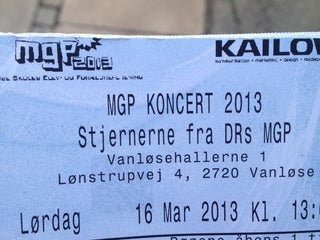 mgp 2013
KAILOW
MGP KONCERT 2013
Stjernerne fra DRs MGP
Vanløsehallerne 1
Lønstrupvej 4, 2720 Vanløse
Lørdag 16 Mar 2013 Kl. 13: